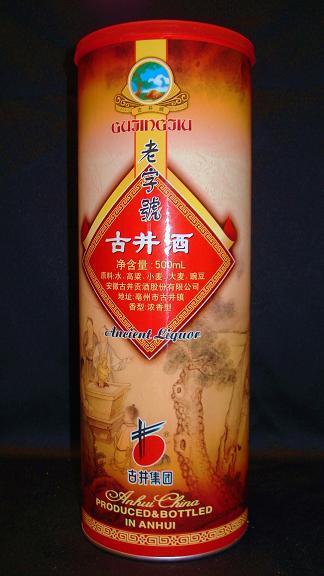 古井牌
GUJINGJIU
老字號
古井酒
净含量:500mL
原料:水、高粱、小麦、大麦、豌豆
安徽古井贡酒股份有限公司
地址:亳州市古井镇
香型:浓香型
Ancient Liquor
古井集团
Anhui China
PRODUCED&BOTTLED
IN ANHUI